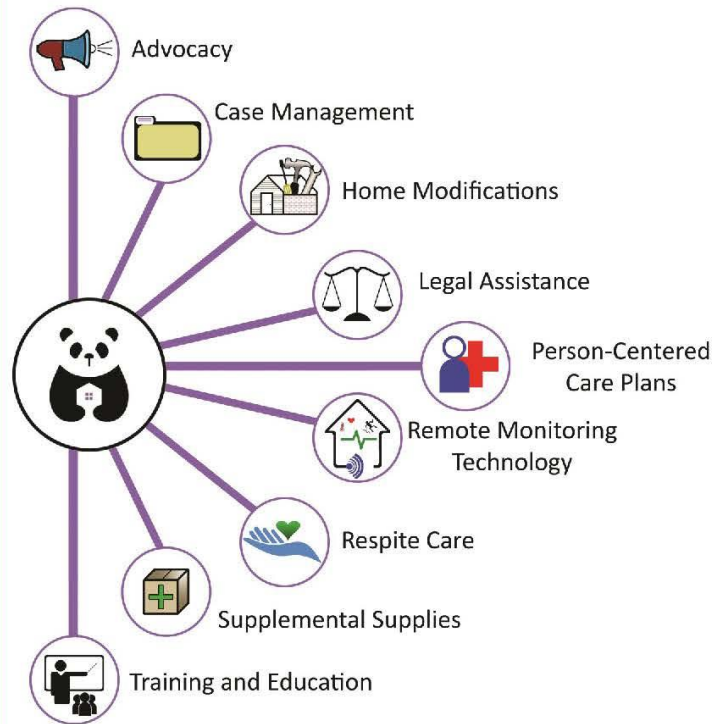 Advocacy
Case Management
Home Modifications
Legal Assistance
Person-Centered
Care Plans
Remote Monitoring
Technology
Respite Care
Supplemental Supplies
Training and Education